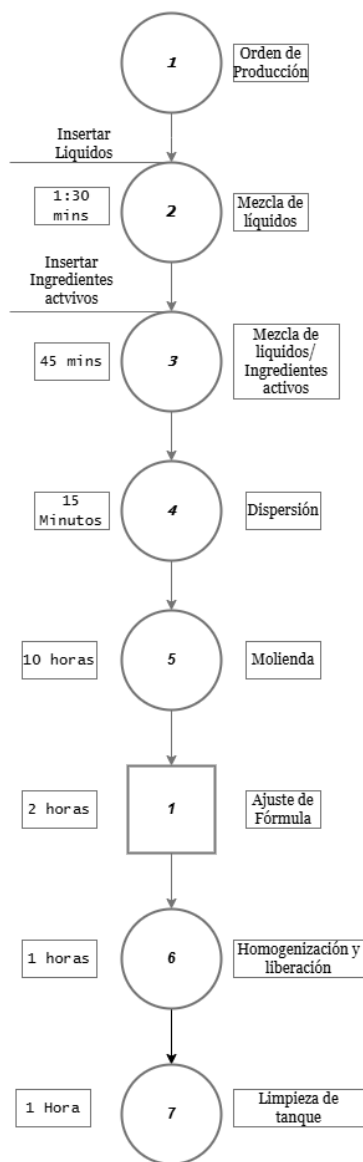 1
Orden de
Producción
Insertar
Liquidos
1:30
mins
2
Mezcla de
líquidos
Insertar
Ingredientes
actvivos
45 mins
3
Mezcla de
liquidos/
Ingredientes
activos
15
Minutos
4
Dispersión
10 horas
5
Molienda
2 horas
1
Ajuste de
Fórmula
1 horas
6
Homogenización y
liberación
1 Hora
7
Limpieza de
tanque